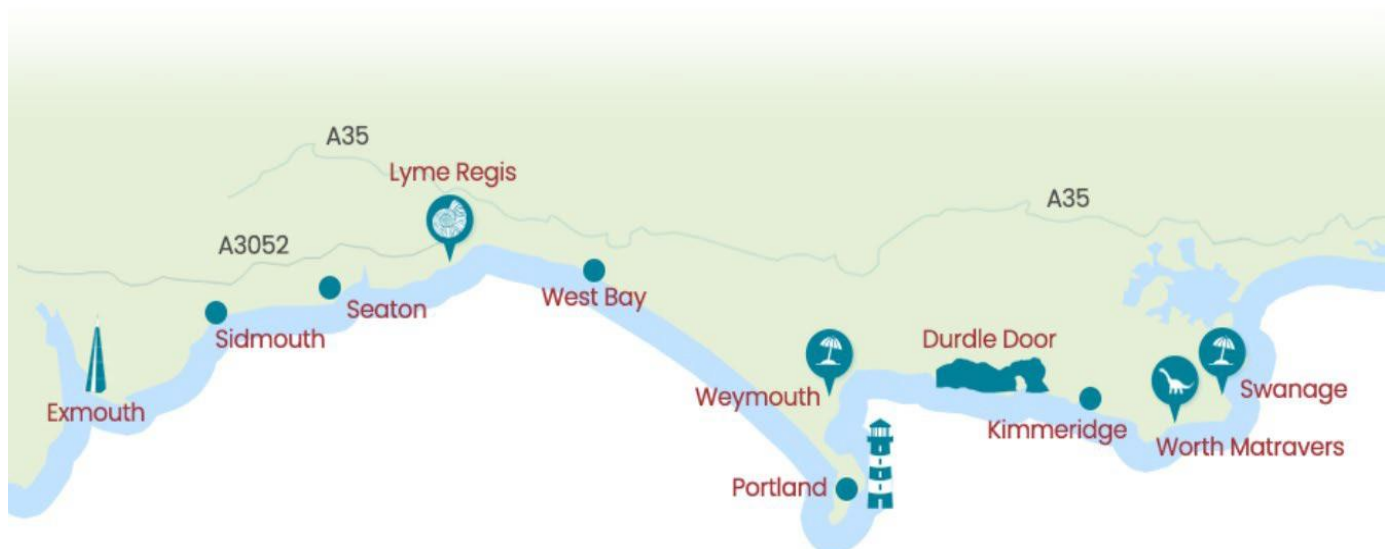 A35
Lyme Regis
A35
A3052
Seaton
West Bay
Sidmouth
Durdle Door
Weymouth
Swanage
Exmouth
Kimmeridge
Worth Matravers
Portland